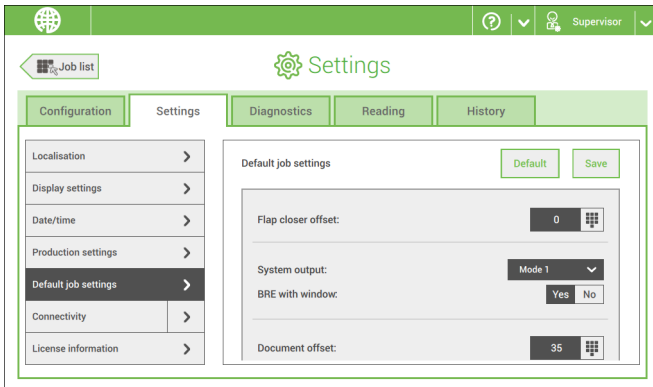 Supervisor
Job list
Settings
Configuration Settings Diagnostics Reading History
Localisation
Display settings
Date/time
Production settings
Default job settings
Connectivity
License information
Default job settings Default Save
Flap closer offset: 0
System output: Mode 1
BRE with window: Yes No
Document offset: 35